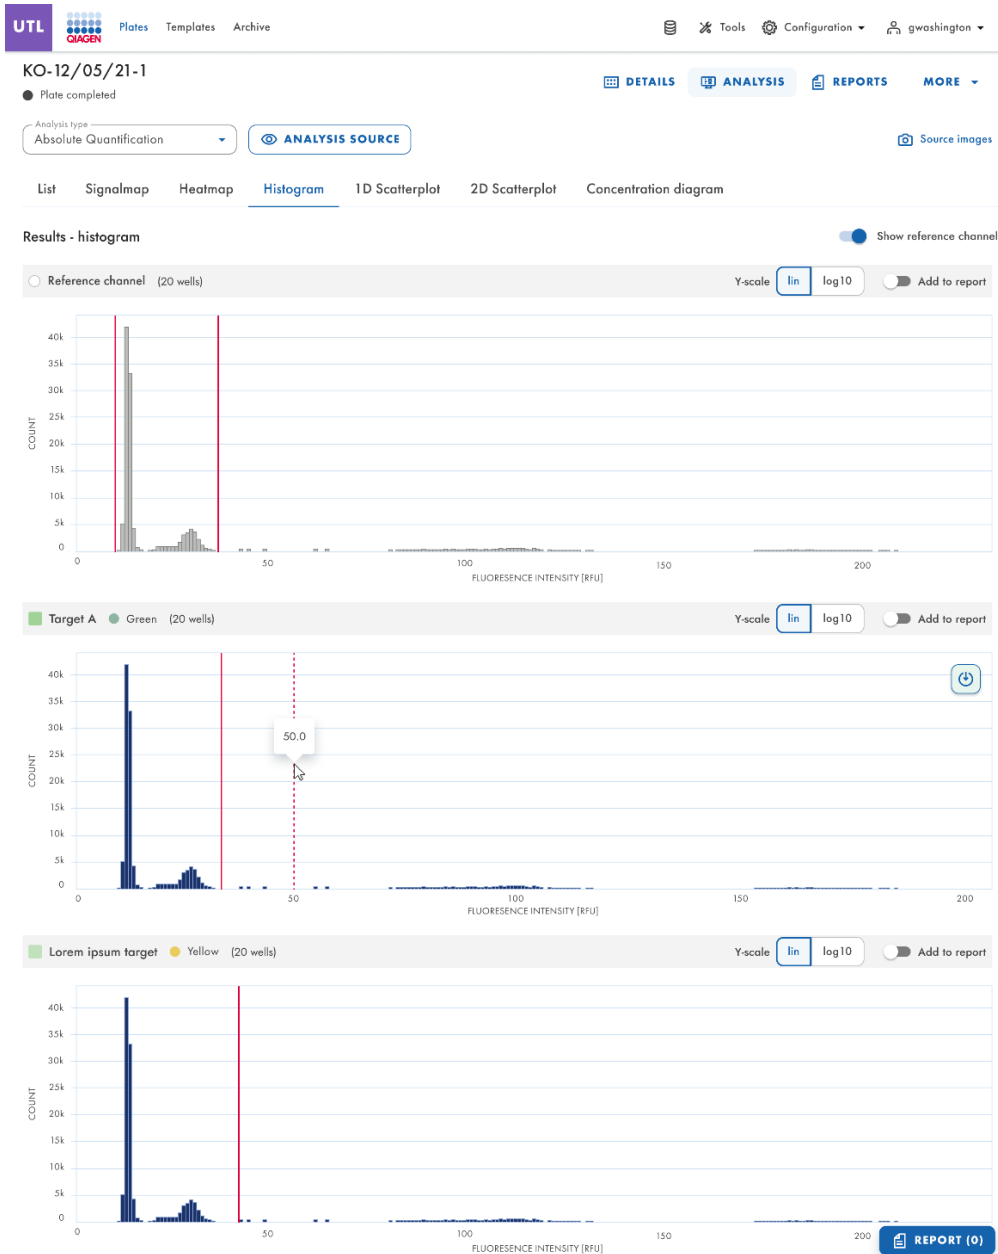 UTL QIAGEN Plates Templates Archive Tools Configuration gwashington
KO-12/05/21-1
DETAILS ANALYSIS REPORTS MORE
Plate completed
Analysis type
Absolute Quantification ANALYSIS SOURCE Source images
List Signalmap Heatmap Histogram 1D Scatterplot 2D Scatterplot Concentration diagram
Results - histogram Show reference channel
Reference channel (20 wells) Y-scale lin log10 Add to report
40k
35k
30k
25k
20k
15k
10k
5k
0
COUNT
0 50 100 150 200
FLUORESENCE INTENSITY [RFU]
Target A Green (20 wells) Y-scale lin log10 Add to report
40k
35k
30k
25k
20k
15k
10k
5k
0
COUNT
50.0
0 50 100 150 200
FLUORESENCE INTENSITY [RFU]
Lorem ipsum target Yellow (20 wells) Y-scale lin log10 Add to report
40k
35k
30k
25k
20k
15k
10k
5k
0
COUNT
0 50 100 150 200
FLUORESENCE INTENSITY [RFU]
REPORT (0)